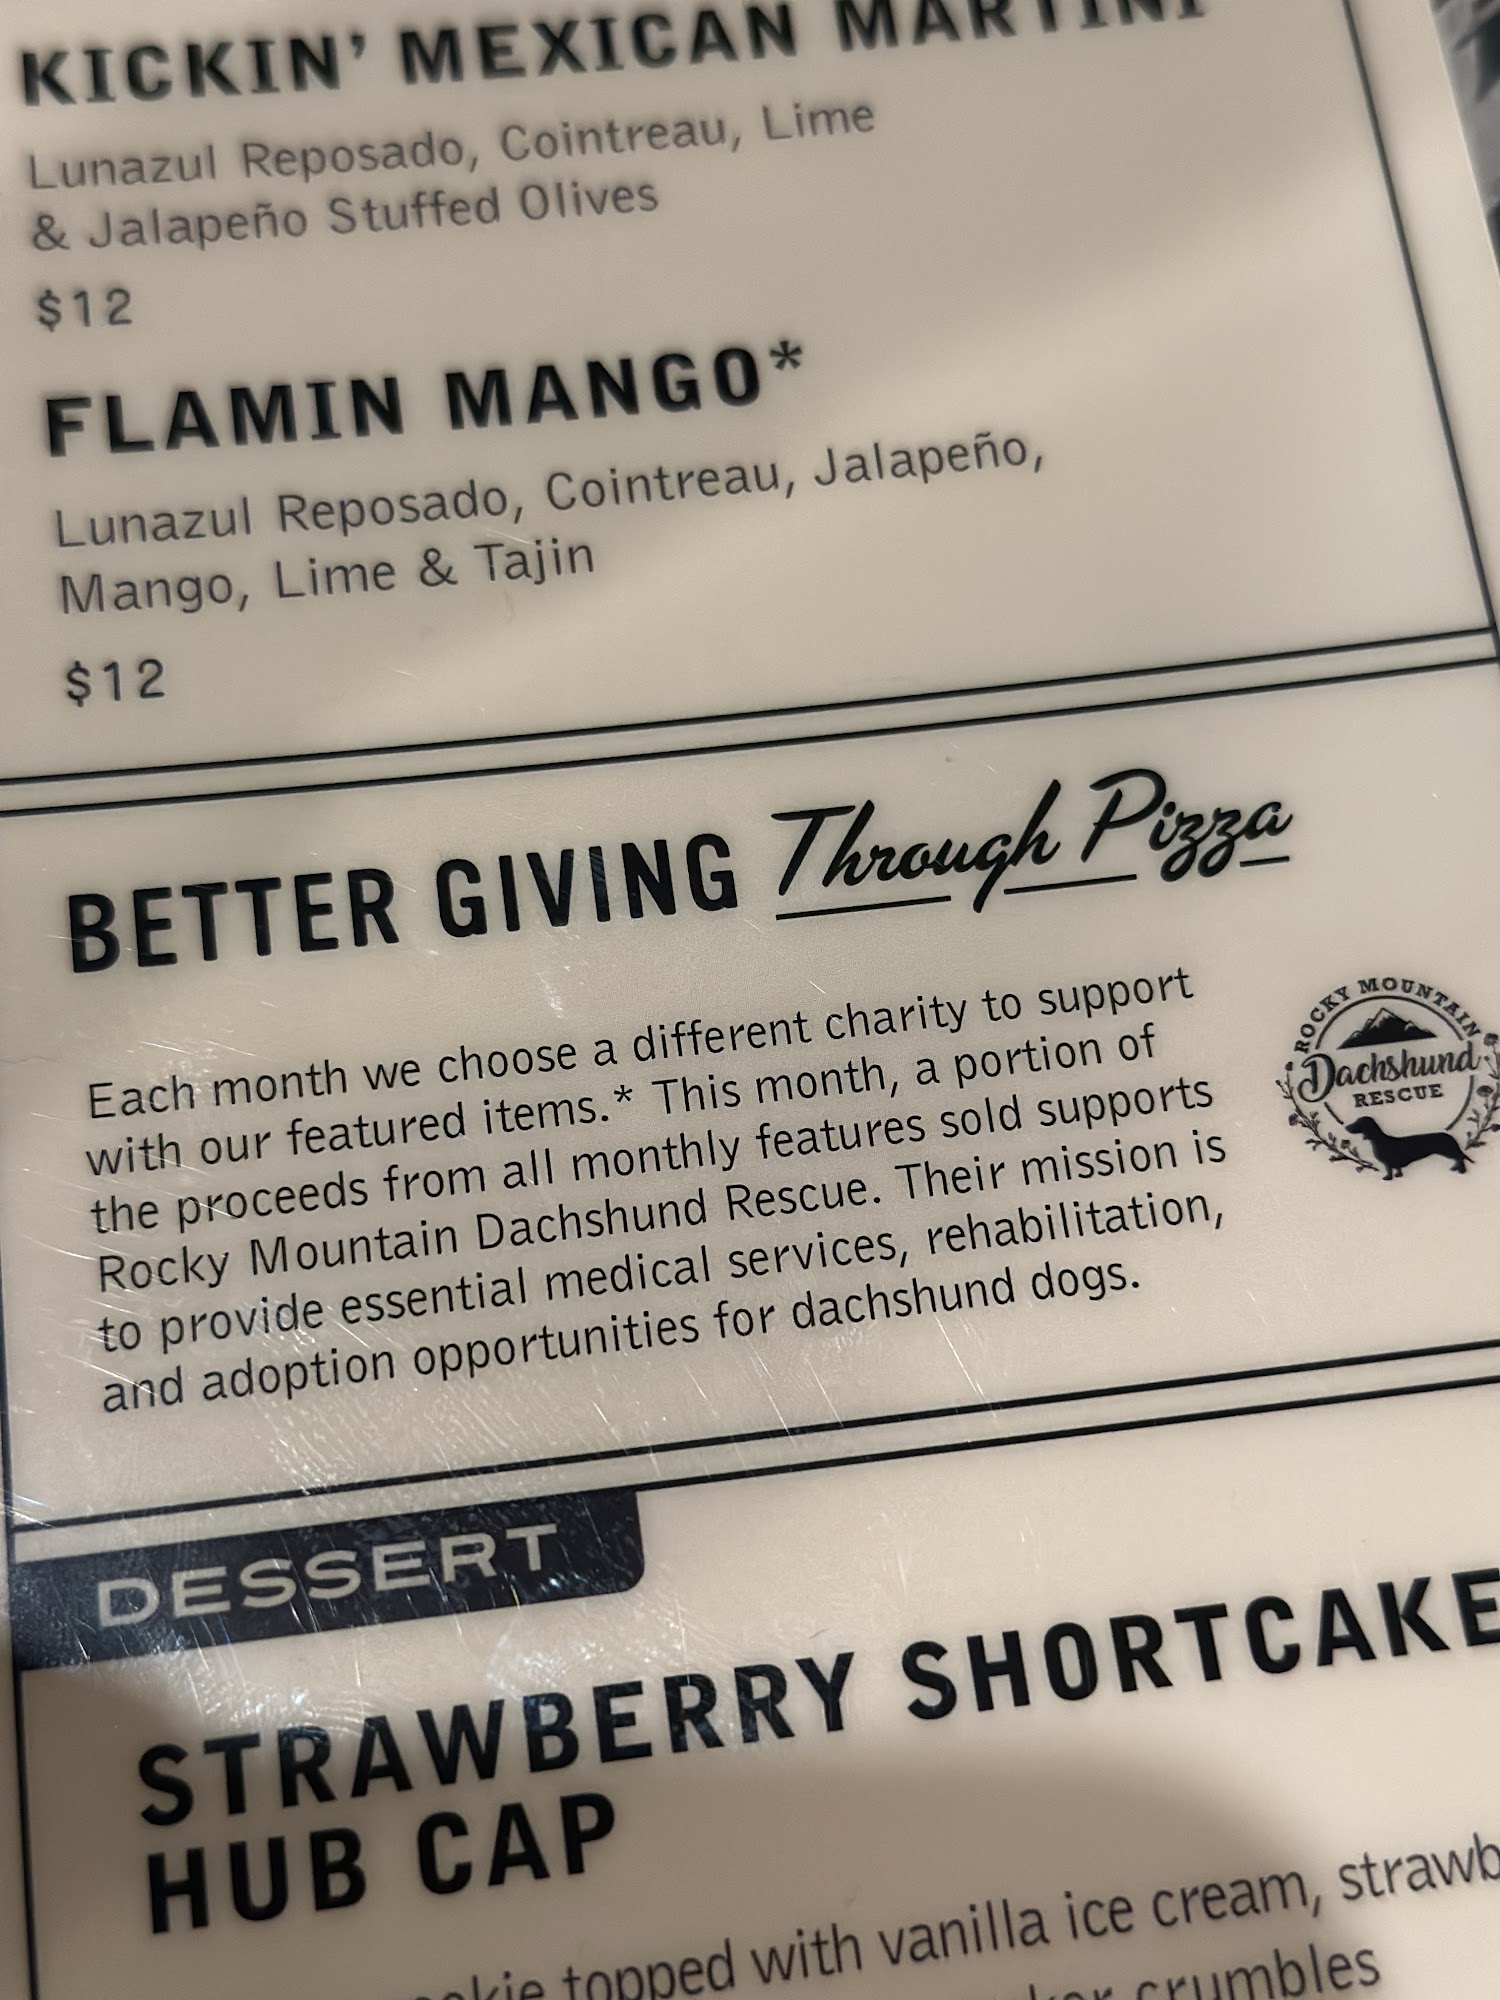 KICKIN' MEXICAN MARTINI
Lunazul Reposado, Cointreau, Lime
& Jalapeño Stuffed Olives
$12
FLAMIN MANGO*
Lunazul Reposado, Cointreau, Jalapeño,
Mango, Lime & Tajin
$12
BETTER GIVING Through Pizza
Each month we choose a different charity to support
with our featured items.* This month, a portion of
the proceeds from all monthly features sold supports
Rocky Mountain Dachshund Rescue. Their mission is
to provide essential medical services, rehabilitation,
and adoption opportunities for dachshund dogs.
ROCKY MOUNTAIN
Dachshund
RESCUE
DESSERT
STRAWBERRY SHORTCAKE
HUB CAP
topped with vanilla ice cream,
crumbles